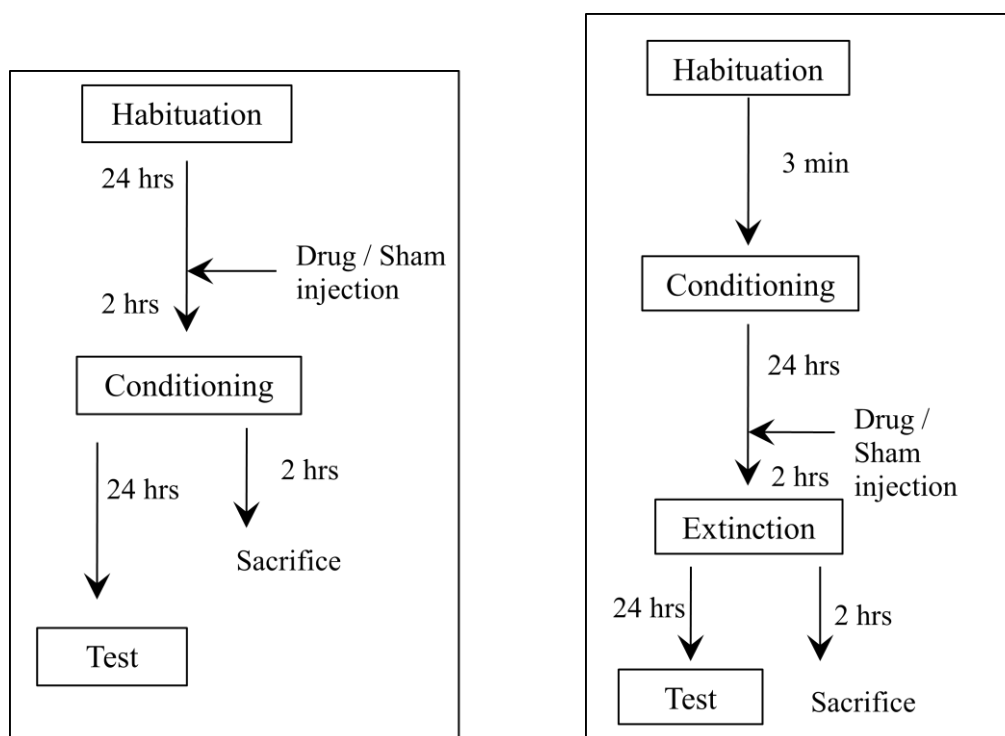 Habituation
24 hrs
Drug / Sham
injection
2 hrs
Conditioning
24 hrs
2 hrs
Sacrifice
Test
Habituation
3 min
Conditioning
24 hrs
Drug /
Sham
injection
2 hrs
Extinction
24 hrs
2 hrs
Test
Sacrifice